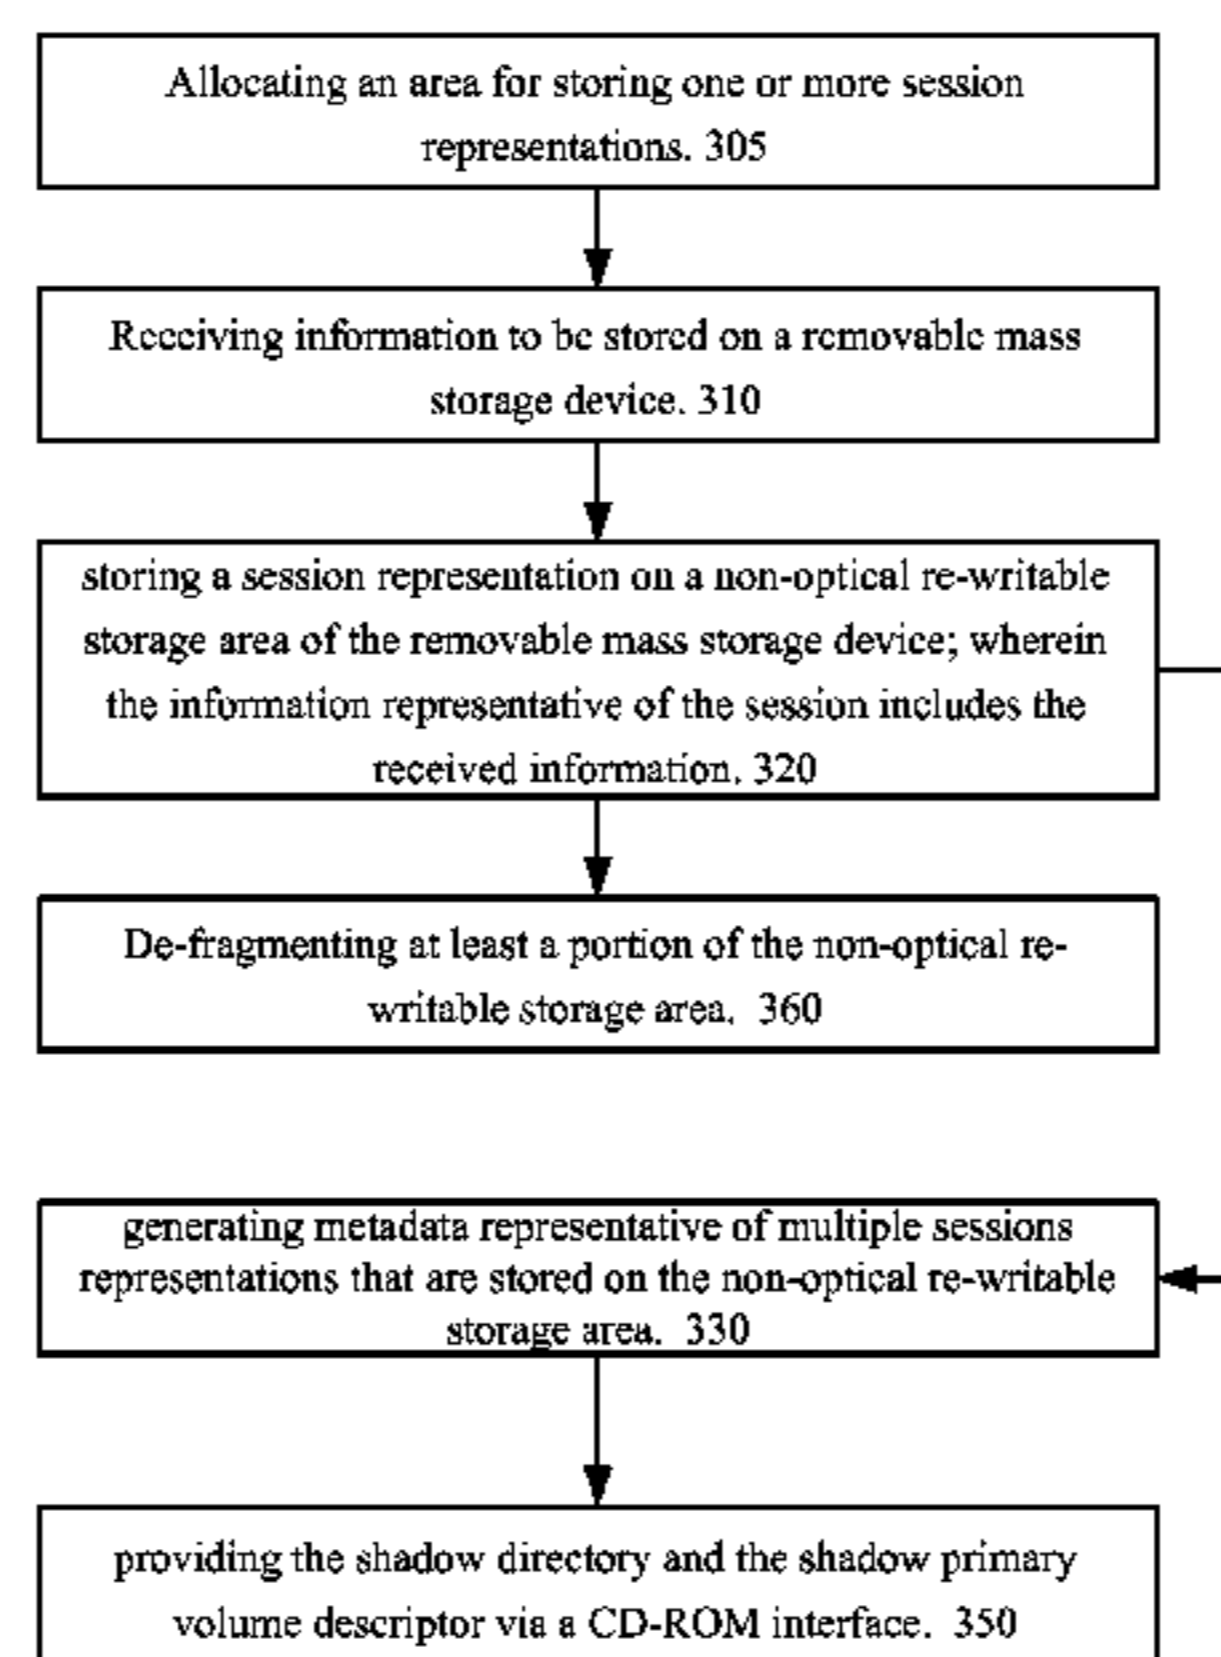 Allocating an area for storing one or more session
representations. 305
Receiving information to be stored on a removable mass
storage device. 310
storing a session representation on a non-optical re-writable
storage area of the removable mass storage device; wherein
the information representative of the session includes the
received information. 320
De-fragmenting at least a portion of the non-optical re-
writable storage area. 360
generating metadata representative of multiple sessions
representations that are stored on the non-optical re-writable
storage area. 330
providing the shadow directory and the shadow primary
volume descriptor via a CD-ROM interface. 350